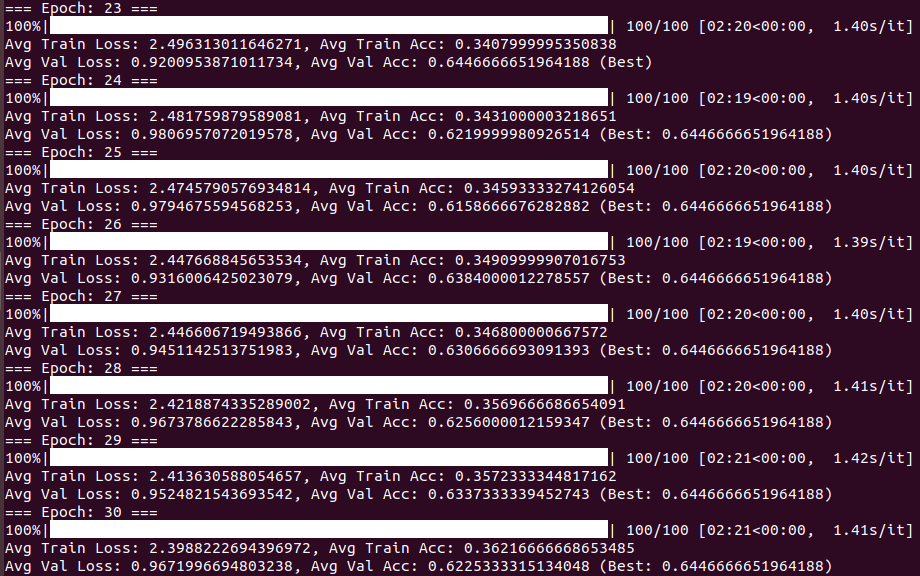 === Epoch: 23 ===
100%| | 100/100 [02:20<00:00, 1.40s/it]
Avg Train Loss: 2.496313011646271, Avg Train Acc: 0.3407999995350838
Avg Val Loss: 0.9200953871011734, Avg Val Acc: 0.6446666651964188 (Best)
=== Epoch: 24 ===
100%| | 100/100 [02:19<00:00, 1.40s/it]
Avg Train Loss: 2.4817598795989081, Avg Train Acc: 0.3431000003218651
Avg Val Loss: 0.9806957072019578, Avg Val Acc: 0.6219999980926514 (Best: 0.6446666651964188)
=== Epoch: 25 ===
100%| | 100/100 [02:20<00:00, 1.40s/it]
Avg Train Loss: 2.4745790576934814, Avg Train Acc: 0.34593333274126054
Avg Val Loss: 0.9794675594568253, Avg Val Acc: 0.6158666676282882 (Best: 0.6446666651964188)
=== Epoch: 26 ===
100%| | 100/100 [02:19<00:00, 1.39s/it]
Avg Train Loss: 2.447668845653534, Avg Train Acc: 0.34909999907016753
Avg Val Loss: 0.9316006425023079, Avg Val Acc: 0.6384000012278557 (Best: 0.6446666651964188)
=== Epoch: 27 ===
100%| | 100/100 [02:20<00:00, 1.40s/it]
Avg Train Loss: 2.446606719493866, Avg Train Acc: 0.346800000667572
Avg Val Loss: 0.9451142513751983, Avg Val Acc: 0.6306666693091393 (Best: 0.6446666651964188)
=== Epoch: 28 ===
100%| | 100/100 [02:20<00:00, 1.41s/it]
Avg Train Loss: 2.4218874335289002, Avg Train Acc: 0.3569666686654091
Avg Val Loss: 0.9673786622285843, Avg Val Acc: 0.6256000012159347 (Best: 0.6446666651964188)
=== Epoch: 29 ===
100%| | 100/100 [02:21<00:00, 1.42s/it]
Avg Train Loss: 2.413630588054657, Avg Train Acc: 0.3572333344817162
Avg Val Loss: 0.9524821543693542, Avg Val Acc: 0.6337333339452743 (Best: 0.6446666651964188)
=== Epoch: 30 ===
100%| | 100/100 [02:21<00:00, 1.41s/it]
Avg Train Loss: 2.3988222694396972, Avg Train Acc: 0.36216666668653485
Avg Val Loss: 0.9671996694803238, Avg Val Acc: 0.6225333315134048 (Best: 0.6446666651964188)